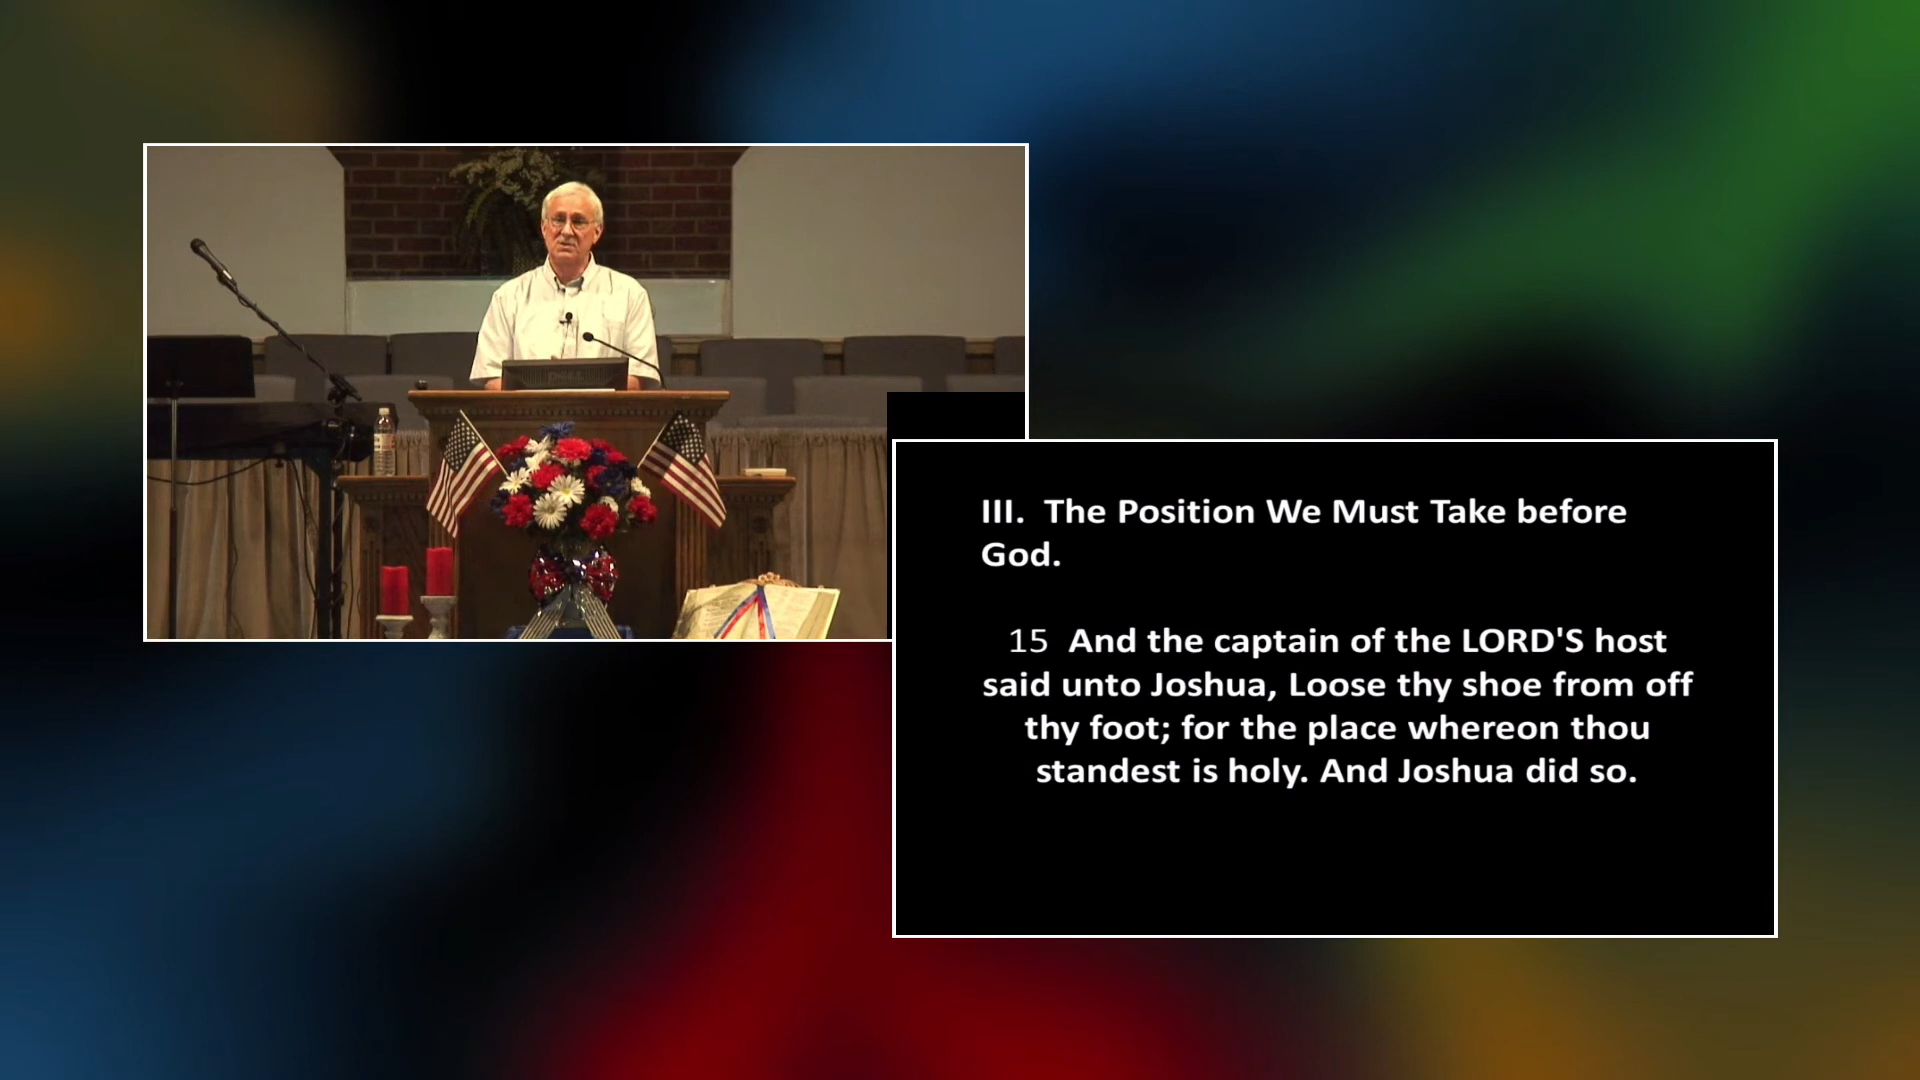 III. The Position We Must Take before
God.
15 And the captain of the LORD'S host
said unto Joshua, Loose thy shoe from off
thy foot; for the place whereon thou
standest is holy. And Joshua did so.